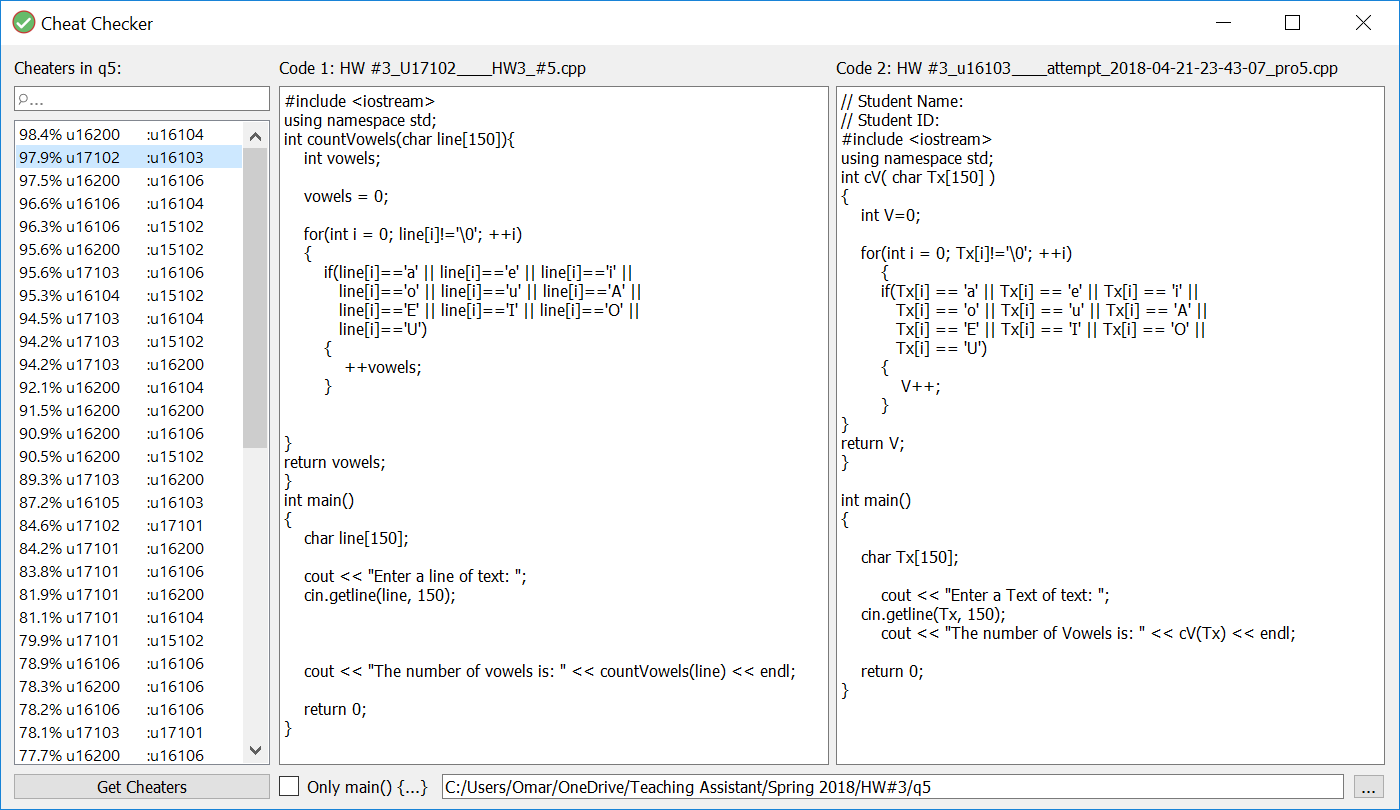 Cheat Checker
Cheaters in q5:
...
98.4% u16200 :u16104
97.9% u17102 :u16103
97.5% u16200 :u16106
96.6% u16106 :u16104
96.3% u16106 :u15102
95.6% u16200 :u15102
95.6% u17103 :u16106
95.3% u16104 :u15102
94.5% u17103 :u16104
94.2% u17103 :u15102
94.2% u17103 :u16200
92.1% u16200 :u16104
91.5% u16200 :u16200
90.9% u16200 :u16106
90.5% u16200 :u15102
89.3% u17103 :u16200
87.2% u16105 :u16103
84.6% u17102 :u17101
84.2% u17101 :u16200
83.8% u17101 :u16106
81.9% u17101 :u16200
81.1% u17101 :u16104
79.9% u17101 :u15102
78.9% u16106 :u16106
78.3% u16200 :u16106
78.2% u16106 :u16106
78.1% u17103 :u17101
77.7% u16200 :u16106
Get Cheaters
Code 1: HW #3_U17102____HW3_#5.cpp
#include <iostream>
using namespace std;
int countVowels(char line[150]){
int vowels;
vowels = 0;
for(int i = 0; line[i]!='\0'; ++i)
{
if(line[i]=='a' || line[i]=='e' || line[i]=='i' ||
line[i]=='o' || line[i]=='u' || line[i]=='A' ||
line[i]=='E' || line[i]=='I' || line[i]=='O' ||
line[i]=='U')
{
++vowels;
}
}
return vowels;
}
int main()
{
char line[150];
cout << "Enter a line of text: ";
cin.getline(line, 150);
cout << "The number of vowels is: " << countVowels(line) << endl;
return 0;
}
Code 2: HW #3_u16103____attempt_2018-04-21-23-43-07_pro5.cpp
// Student Name:
// Student ID:
#include <iostream>
using namespace std;
int cV( char Tx[150] )
{
int V=0;
for(int i = 0; Tx[i]!='\0'; ++i)
{
if(Tx[i] == 'a' || Tx[i] == 'e' || Tx[i] == 'i' ||
Tx[i] == 'o' || Tx[i] == 'u' || Tx[i] == 'A' ||
Tx[i] == 'E' || Tx[i] == 'I' || Tx[i] == 'O' ||
Tx[i] == 'U')
{
V++;
}
}
return V;
}
int main()
{
char Tx[150];
cout << "Enter a Text of text: ";
cin.getline(Tx, 150);
cout << "The number of Vowels is: " << cV(Tx) << endl;
return 0;
}
Only main() {...}
C:/Users/Omar/OneDrive/Teaching Assistant/Spring 2018/HW#3/q5
...